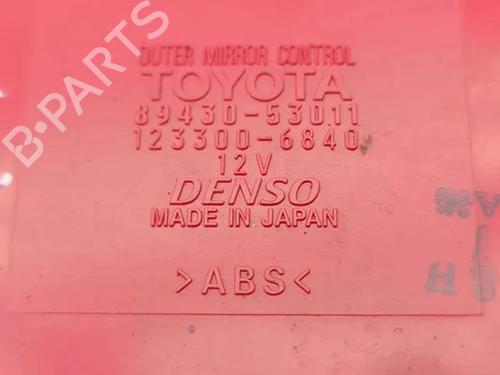 OUTER MIRROR CONTROL
TOYOTA
89430-53011
123300-6840
12V
DENSO
MADE IN JAPAN
>ABS<
H
B-PARTS